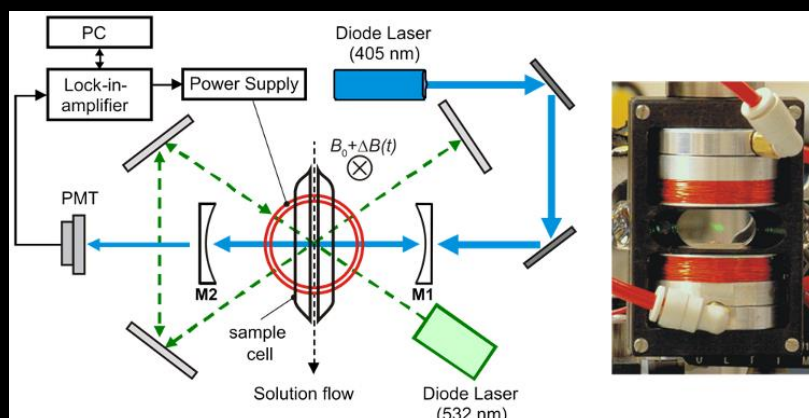 PC
Lock-in-
amplifier
Power Supply
Diode Laser
(405 nm)
B₀+ΔB(t)
PMT
M2
M1
sample
cell
Solution flow
Diode Laser
(532 nm)